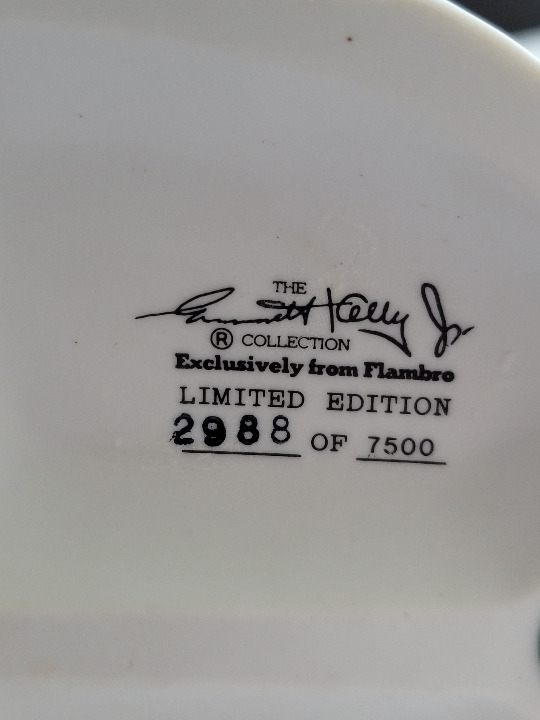 THE
Emmett Kelly Jr.
® COLLECTION
Exclusively from Flambro
LIMITED EDITION
2988 OF 7500